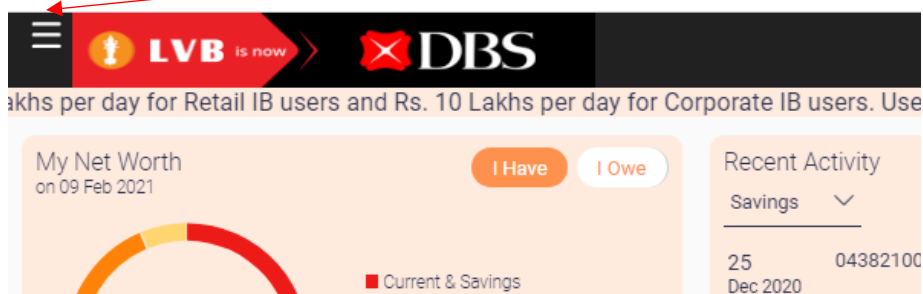 LVB is now DBS
akhs per day for Retail IB users and Rs. 10 Lakhs per day for Corporate IB users. Use
My Net Worth
on 09 Feb 2021
I Have
I Owe
Current & Savings
Recent Activity
Savings
25
Dec 2020
04382100